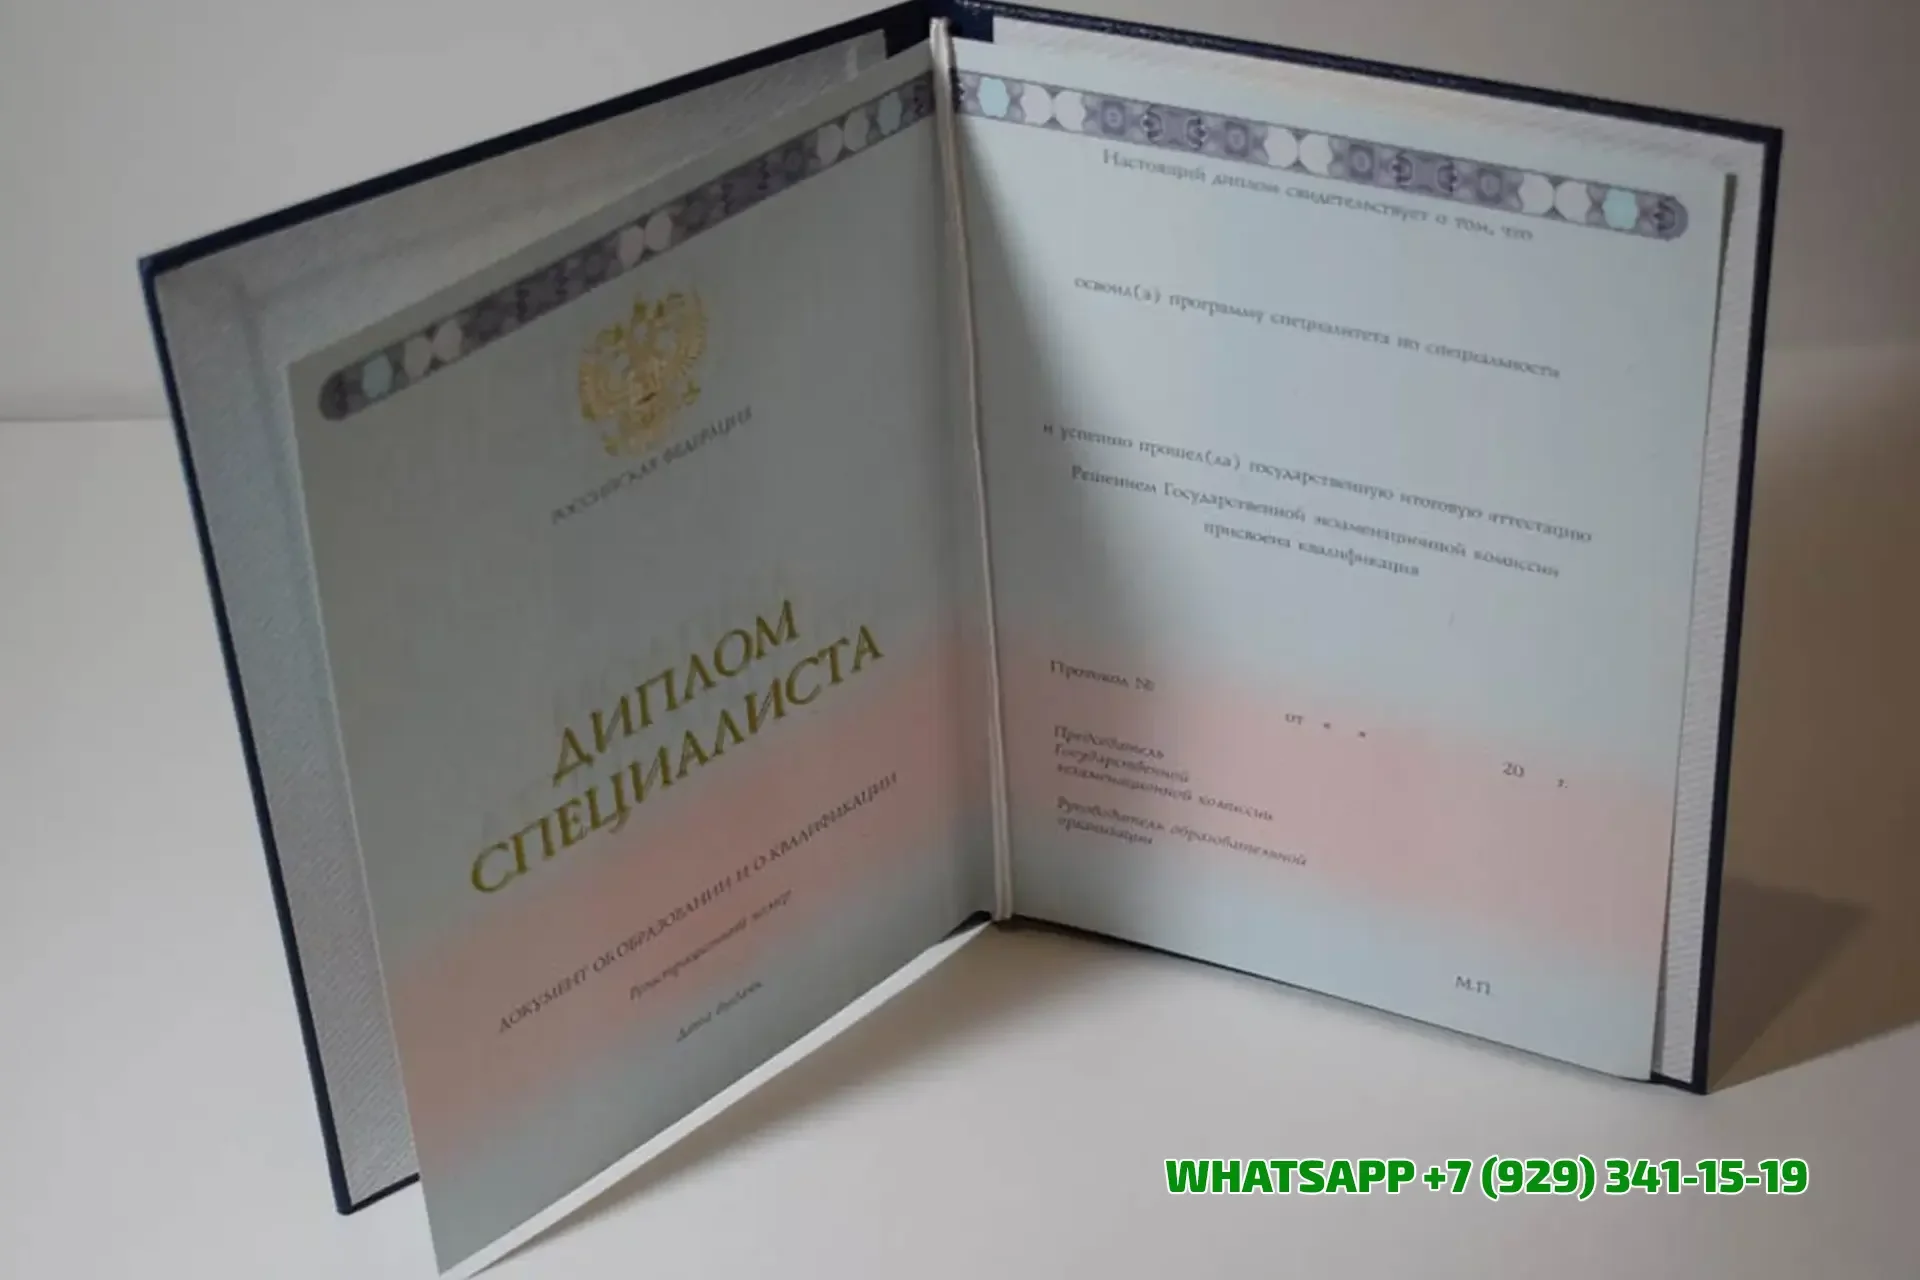 РОССИЙСКАЯ ФЕДЕРАЦИЯ
ДИПЛОМ
СПЕЦИАЛИСТА
ДОКУМЕНТ ОБ ОБРАЗОВАНИИ И О КВАЛИФИКАЦИИ
Регистрационный номер
Дата выдачи
Настоящий диплом свидетельствует о том, что
освоил(а) программу специалитета по специальности
и успешно прошел(ла) государственную итоговую аттестацию
Решением Государственной экзаменационной комиссии
присвоена квалификация
Протокол №
от « » 20 г.
Председатель
Государственной
экзаменационной комиссии
Руководитель образовательной
организации
М.П.
WHATSAPP +7 (929) 341-15-19